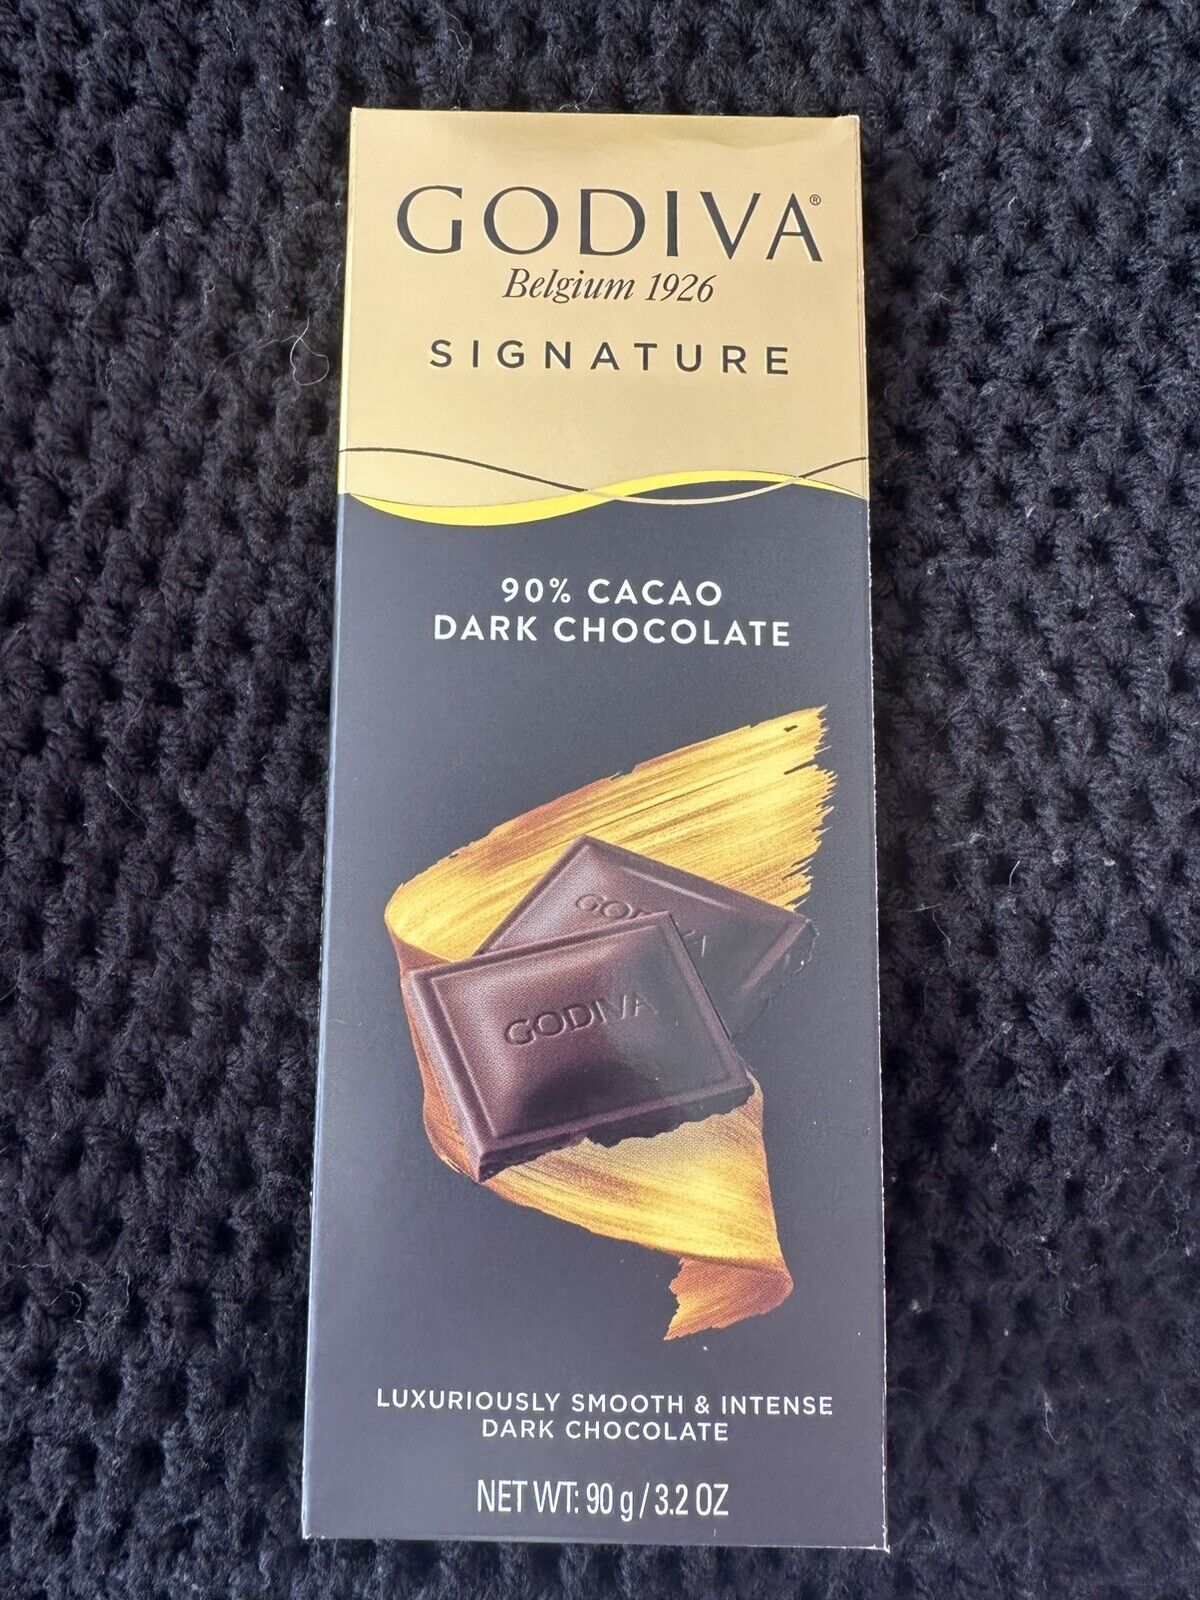 GODIVA®
Belgium 1926
SIGNATURE
90% CACAO
DARK CHOCOLATE
GODIVA
LUXURIOUSLY SMOOTH & INTENSE
DARK CHOCOLATE
NET WT: 90 g / 3.2 OZ